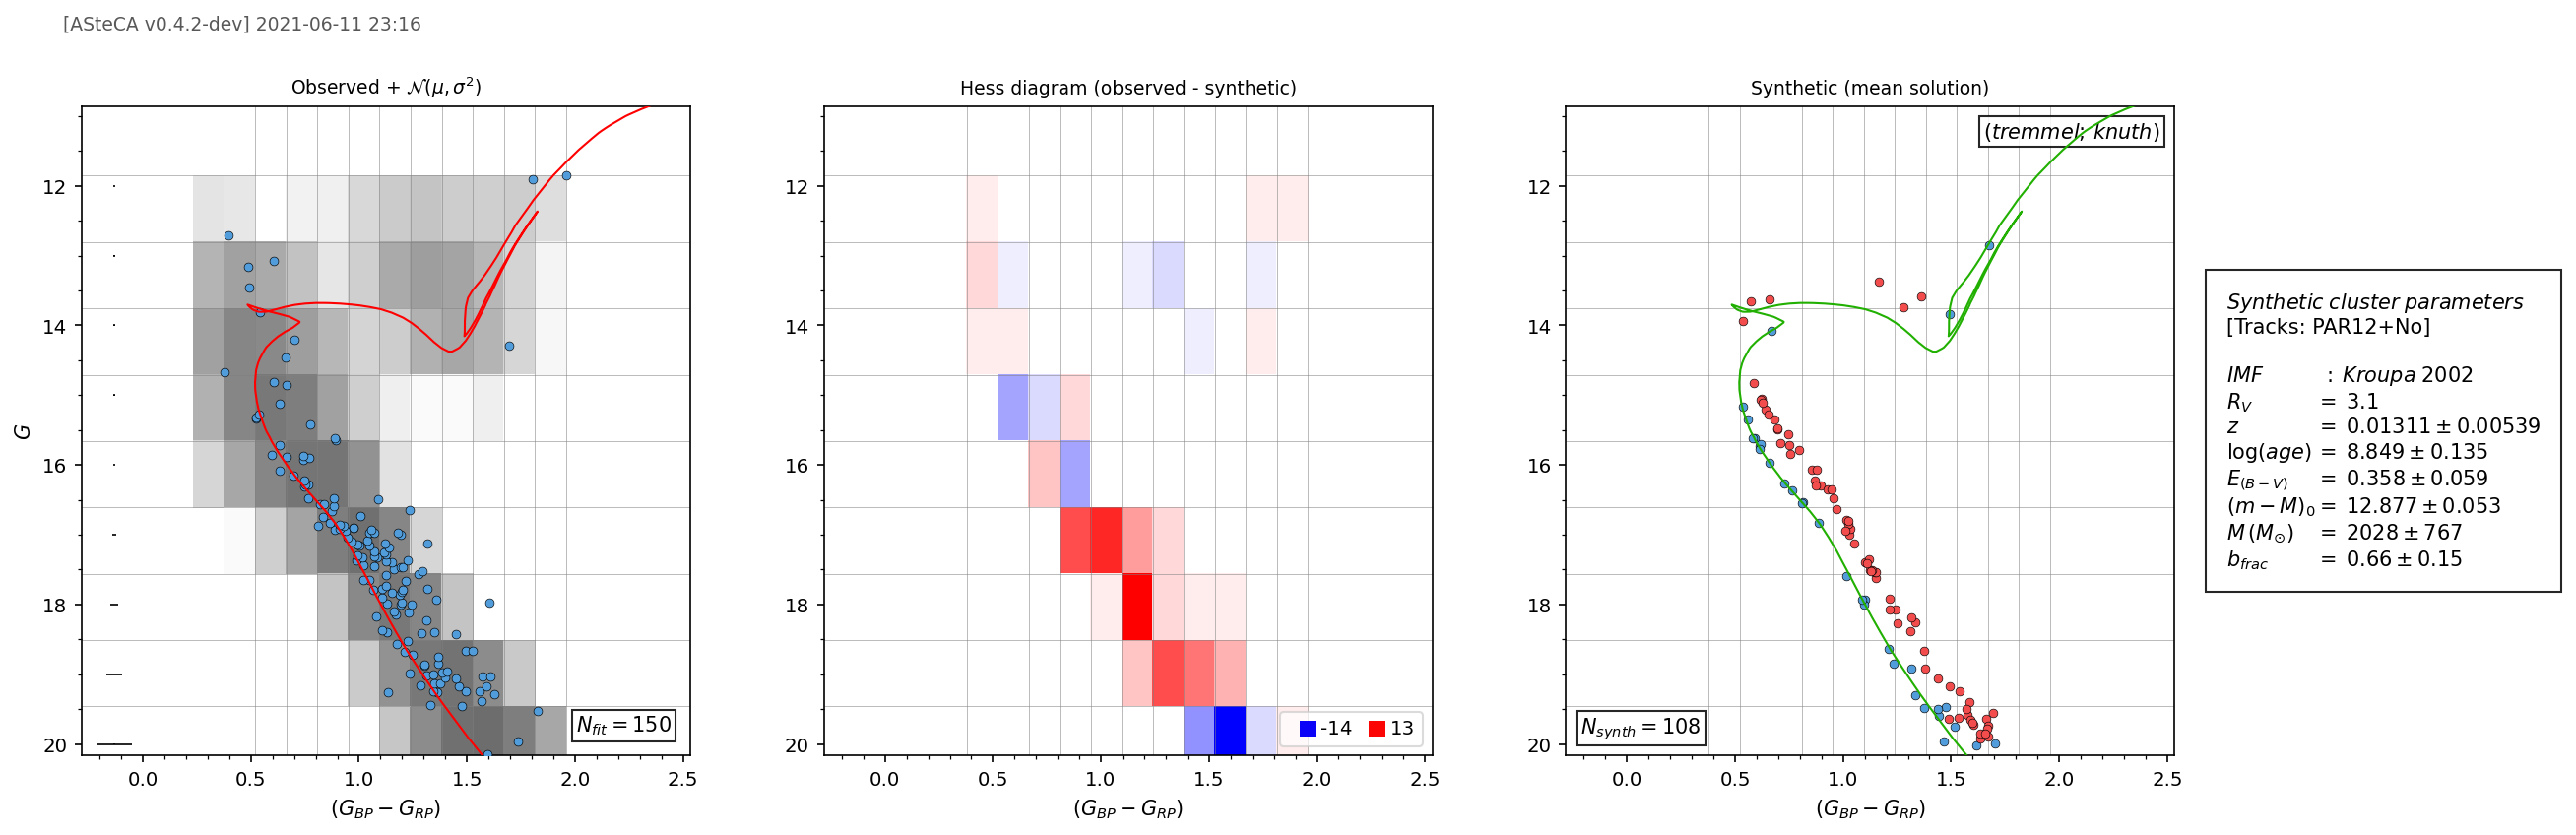 [ASteCA v0.4.2-dev] 2021-06-11 23:16
Observed + 𝒩(μ, σ²)
G
12
14
16
18
20
0.0 0.5 1.0 1.5 2.0 2.5
(G_BP − G_RP)
N_fit = 150
Hess diagram (observed - synthetic)
12
14
16
18
20
0.0 0.5 1.0 1.5 2.0 2.5
(G_BP − G_RP)
-14 13
Synthetic (mean solution)
(tremmel; knuth)
12
14
16
18
20
0.0 0.5 1.0 1.5 2.0 2.5
(G_BP − G_RP)
N_synth = 108
Synthetic cluster parameters
[Tracks: PAR12+No]
IMF : Kroupa 2002
R_V = 3.1
z = 0.01311 ± 0.00539
log(age) = 8.849 ± 0.135
E_(B−V) = 0.358 ± 0.059
(m − M)₀ = 12.877 ± 0.053
M (M_⊙) = 2028 ± 767
b_frac = 0.66 ± 0.15